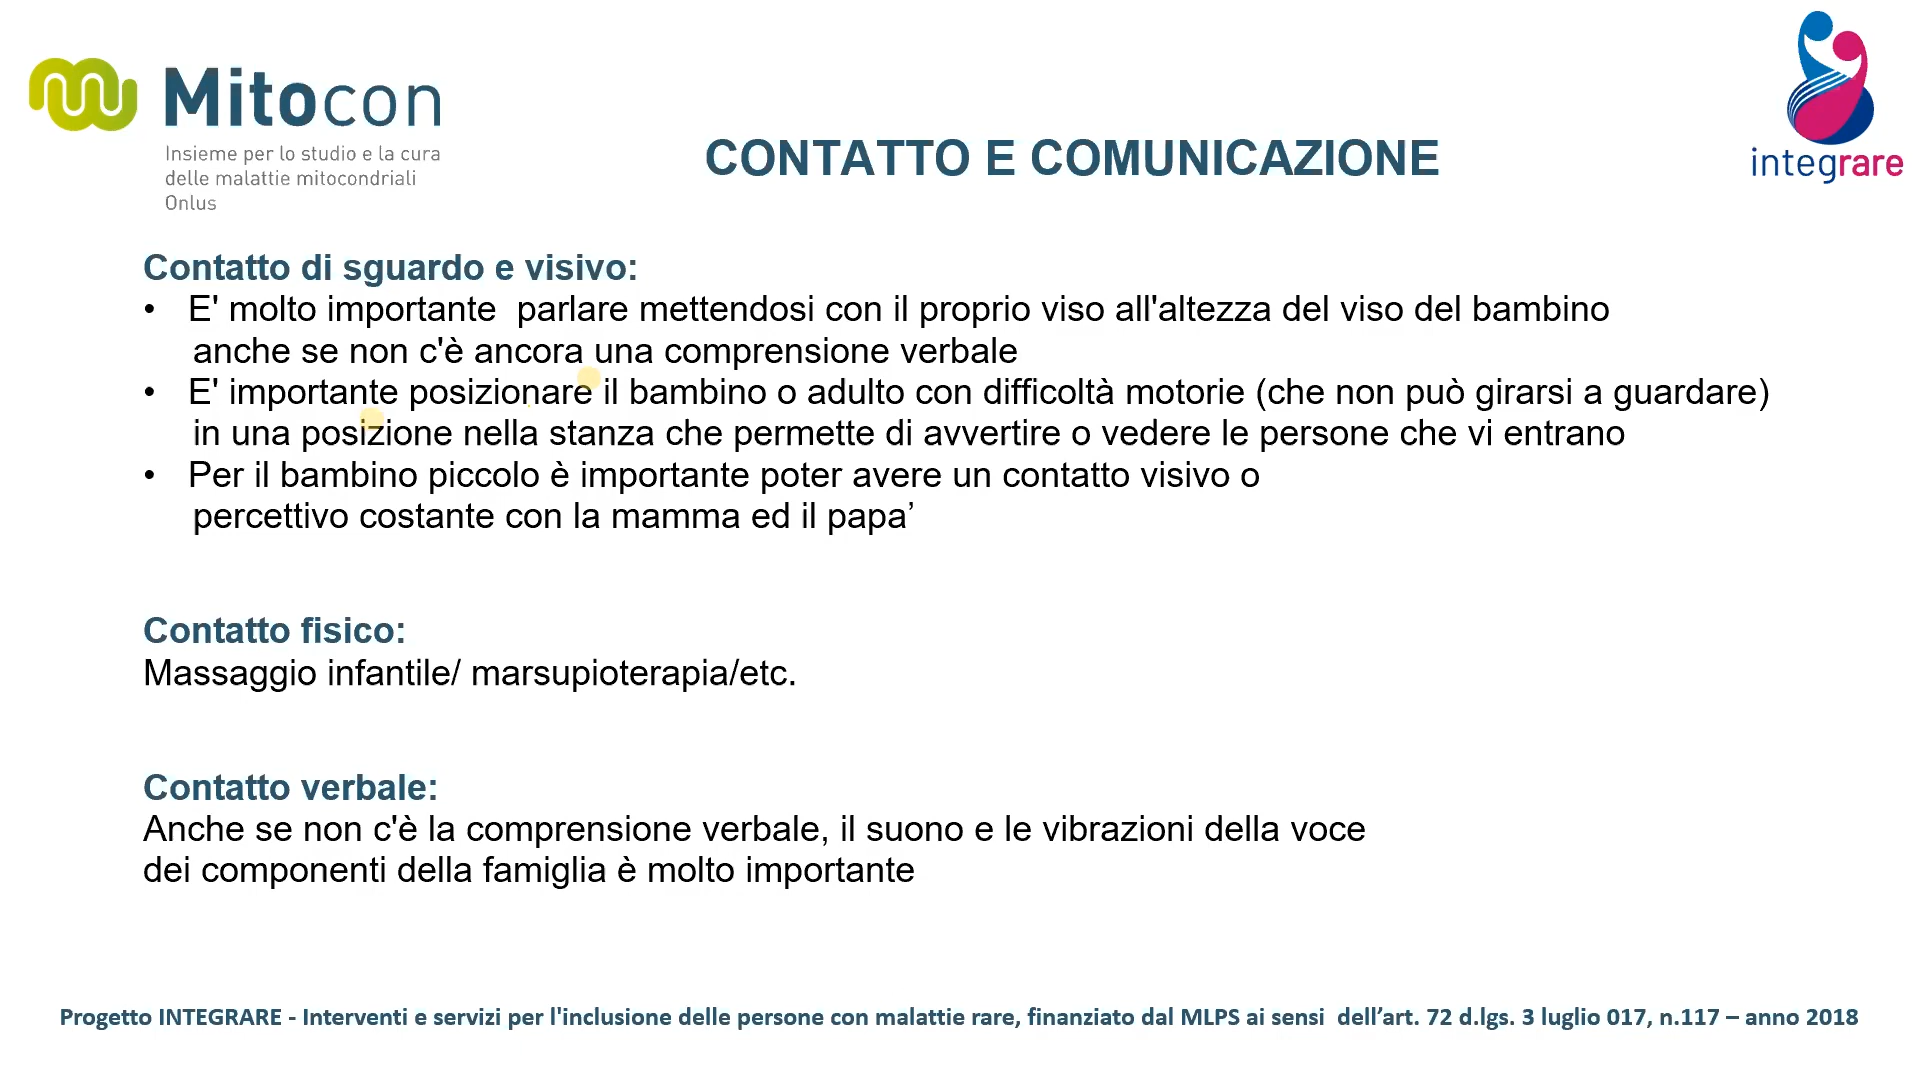 Mitocon
Insieme per lo studio e la cura
delle malattie mitocondriali
Onlus
CONTATTO E COMUNICAZIONE
integrare
Contatto di sguardo e visivo:
• E' molto importante  parlare mettendosi con il proprio viso all'altezza del viso del bambino
anche se non c'è ancora una comprensione verbale
• E' importante posizionare il bambino o adulto con difficoltà motorie (che non può girarsi a guardare)
in una posizione nella stanza che permette di avvertire o vedere le persone che vi entrano
• Per il bambino piccolo è importante poter avere un contatto visivo o
percettivo costante con la mamma ed il papa’
Contatto fisico:
Massaggio infantile/ marsupioterapia/etc.
Contatto verbale:
Anche se non c'è la comprensione verbale, il suono e le vibrazioni della voce
dei componenti della famiglia è molto importante
Progetto INTEGRARE - Interventi e servizi per l'inclusione delle persone con malattie rare, finanziato dal MLPS ai sensi  dell’art. 72 d.lgs. 3 luglio 017, n.117 – anno 2018